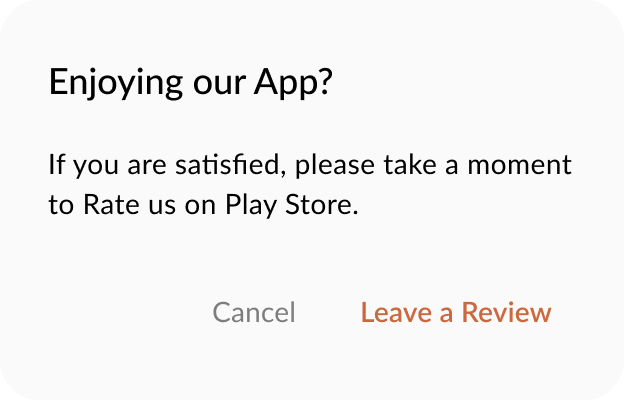 Enjoying our App?
If you are satisfied, please take a moment
to Rate us on Play Store.
Cancel
Leave a Review